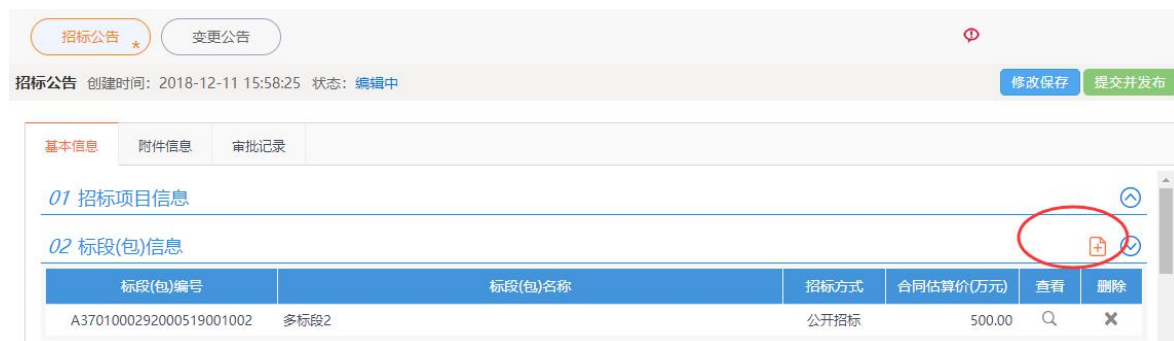 招标公告 * 变更公告
招标公告 创建时间：2018-12-11 15:58:25 状态：编辑中 修改保存 提交并发布
基本信息 附件信息 审批记录
01 招标项目信息
02 标段(包)信息
标段(包)编号 标段(包)名称 招标方式 合同估算价(万元) 查看 删除
A3701000292000519001002 多标段2 公开招标 500.00